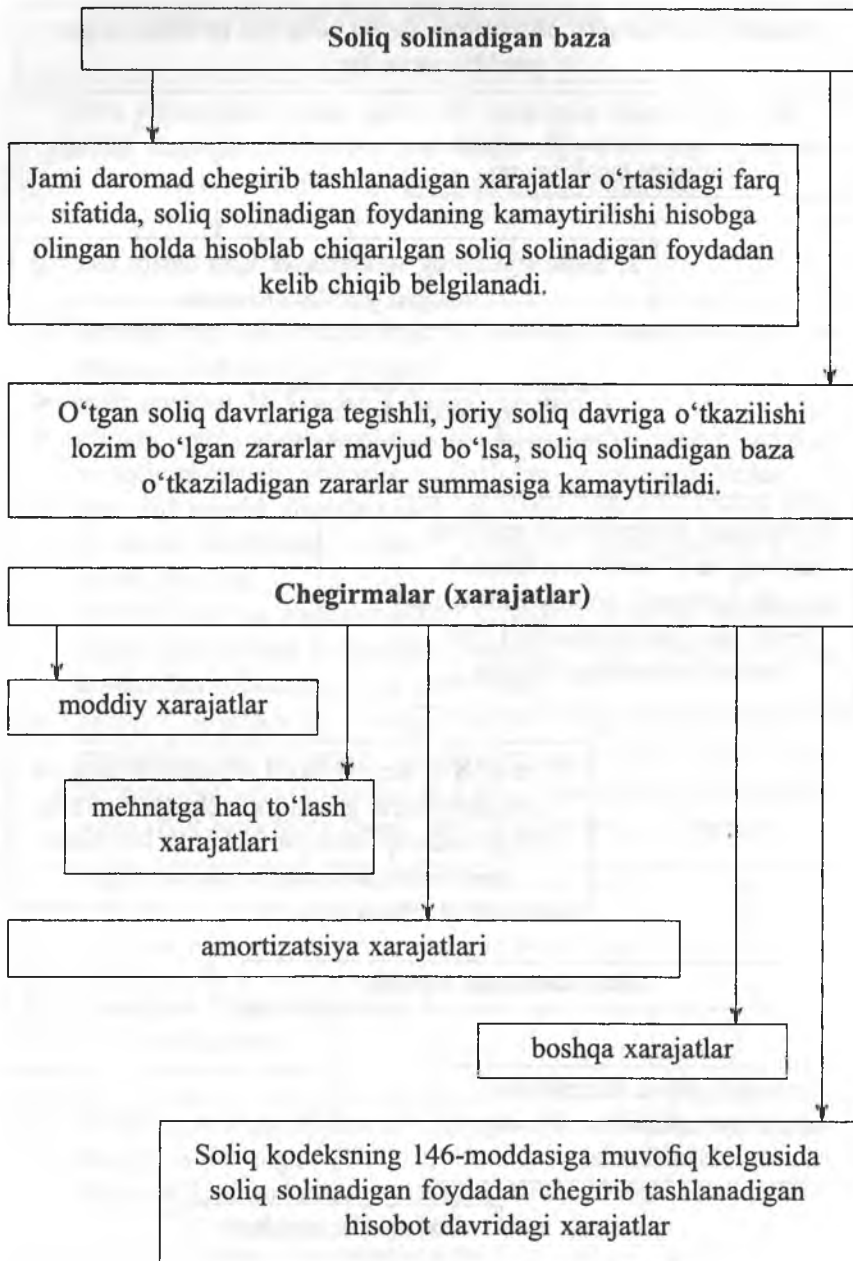 Soliq solinadigan baza
Jami daromad chegirib tashlanadigan xarajatlar o‘rtasidagi farq
sifatida, soliq solinadigan foydaning kamaytirilishi hisobga
olingan holda hisoblab chiqarilgan soliq solinadigan foydadan
kelib chiqib belgilanadi.
O‘tgan soliq davrlariga tegishli, joriy soliq davriga o‘tkazilishi
lozim bo‘lgan zararlar mavjud bo‘lsa, soliq solinadigan baza
o‘tkaziladigan zararlar summasiga kamaytiriladi.
Chegirmalar (xarajatlar)
moddiy xarajatlar
mehnatga haq to‘lash
xarajatlari
amortizatsiya xarajatlari
boshqa xarajatlar
Soliq kodeksning 146-moddasiga muvofiq kelgusida
soliq solinadigan foydadan chegirib tashlanadigan
hisobot davridagi xarajatlar